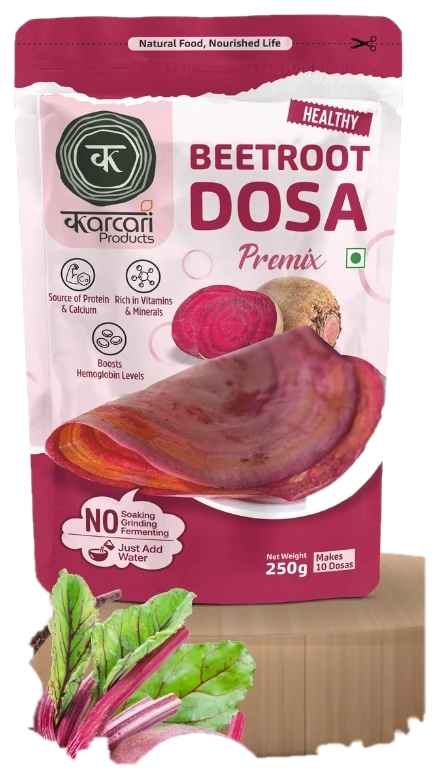 Natural Food, Nourished Life
HEALTHY
BEETROOT
DOSA
Premix
क
कarcari
Products
Source of Protein
& Calcium
Rich in Vitamins
& Minerals
Boosts
Hemoglobin Levels
NO Soaking
Grinding
Fermenting
Just Add
Water
Net Weight
250g
Makes
10 Dosas